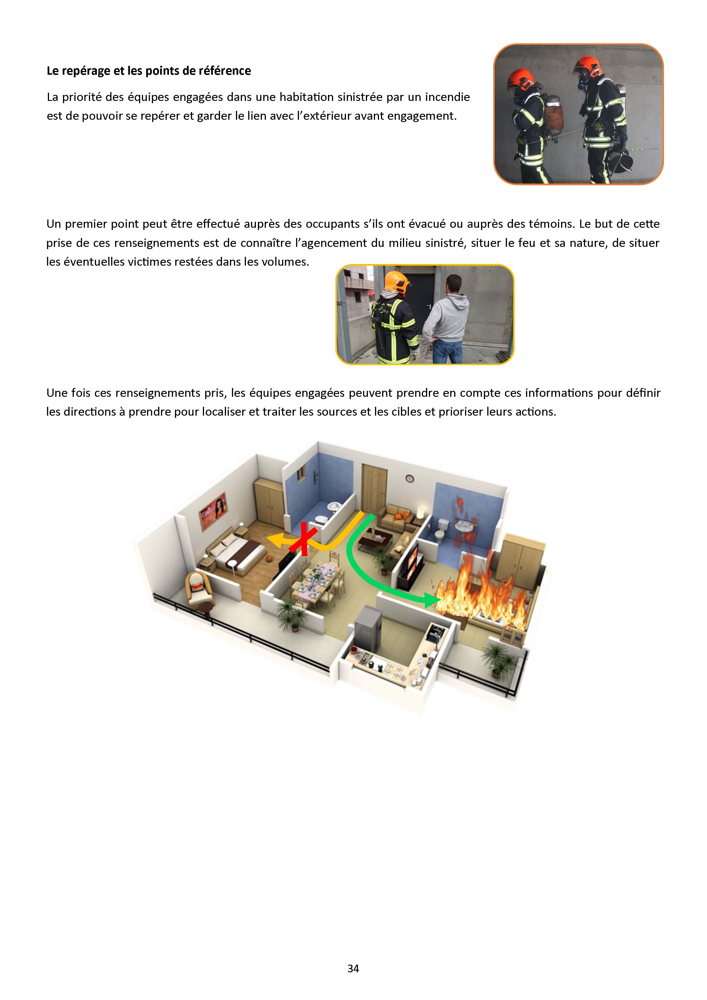 Le repérage et les points de référence
La priorité des équipes engagées dans une habitation sinistrée par un incendie
est de pouvoir se repérer et garder le lien avec l’extérieur avant engagement.
Un premier point peut être effectué auprès des occupants s’ils ont évacué ou auprès des témoins. Le but de cette
prise de ces renseignements est de connaître l’agencement du milieu sinistré, situer le feu et sa nature, de situer
les éventuelles victimes restées dans les volumes.
Une fois ces renseignements pris, les équipes engagées peuvent prendre en compte ces informations pour définir
les directions à prendre pour localiser et traiter les sources et les cibles et prioriser leurs actions.
34